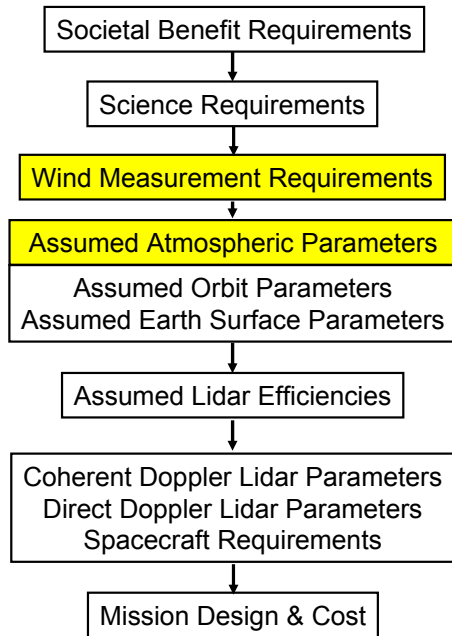 Societal Benefit Requirements
Science Requirements
Wind Measurement Requirements
Assumed Atmospheric Parameters
Assumed Orbit Parameters
Assumed Earth Surface Parameters
Assumed Lidar Efficiencies
Coherent Doppler Lidar Parameters
Direct Doppler Lidar Parameters
Spacecraft Requirements
Mission Design & Cost